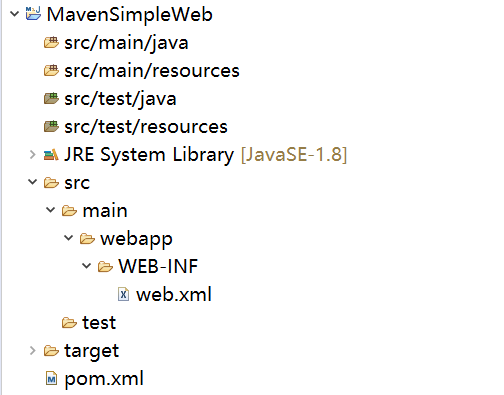 MavenSimpleWeb
src/main/java
src/main/resources
src/test/java
src/test/resources
JRE System Library [JavaSE-1.8]
src
main
webapp
WEB-INF
web.xml
test
target
pom.xml